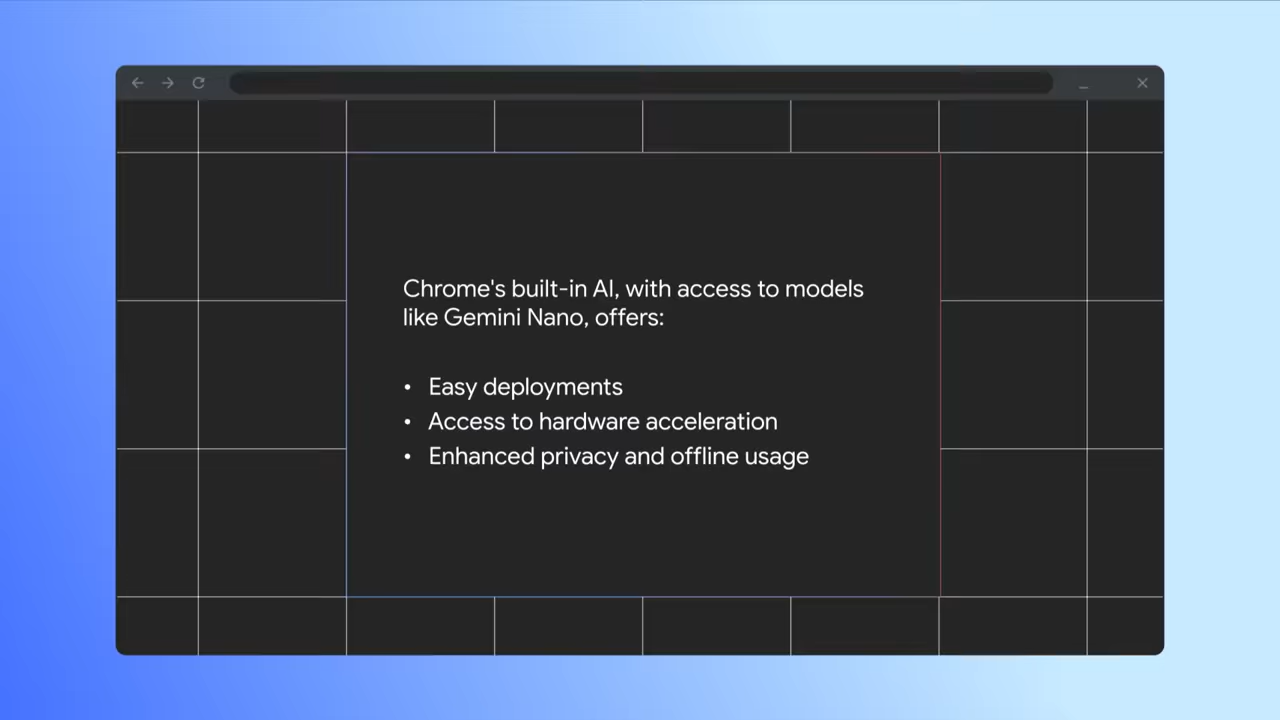 Chrome's built-in AI, with access to models
like Gemini Nano, offers:
• Easy deployments
• Access to hardware acceleration
• Enhanced privacy and offline usage